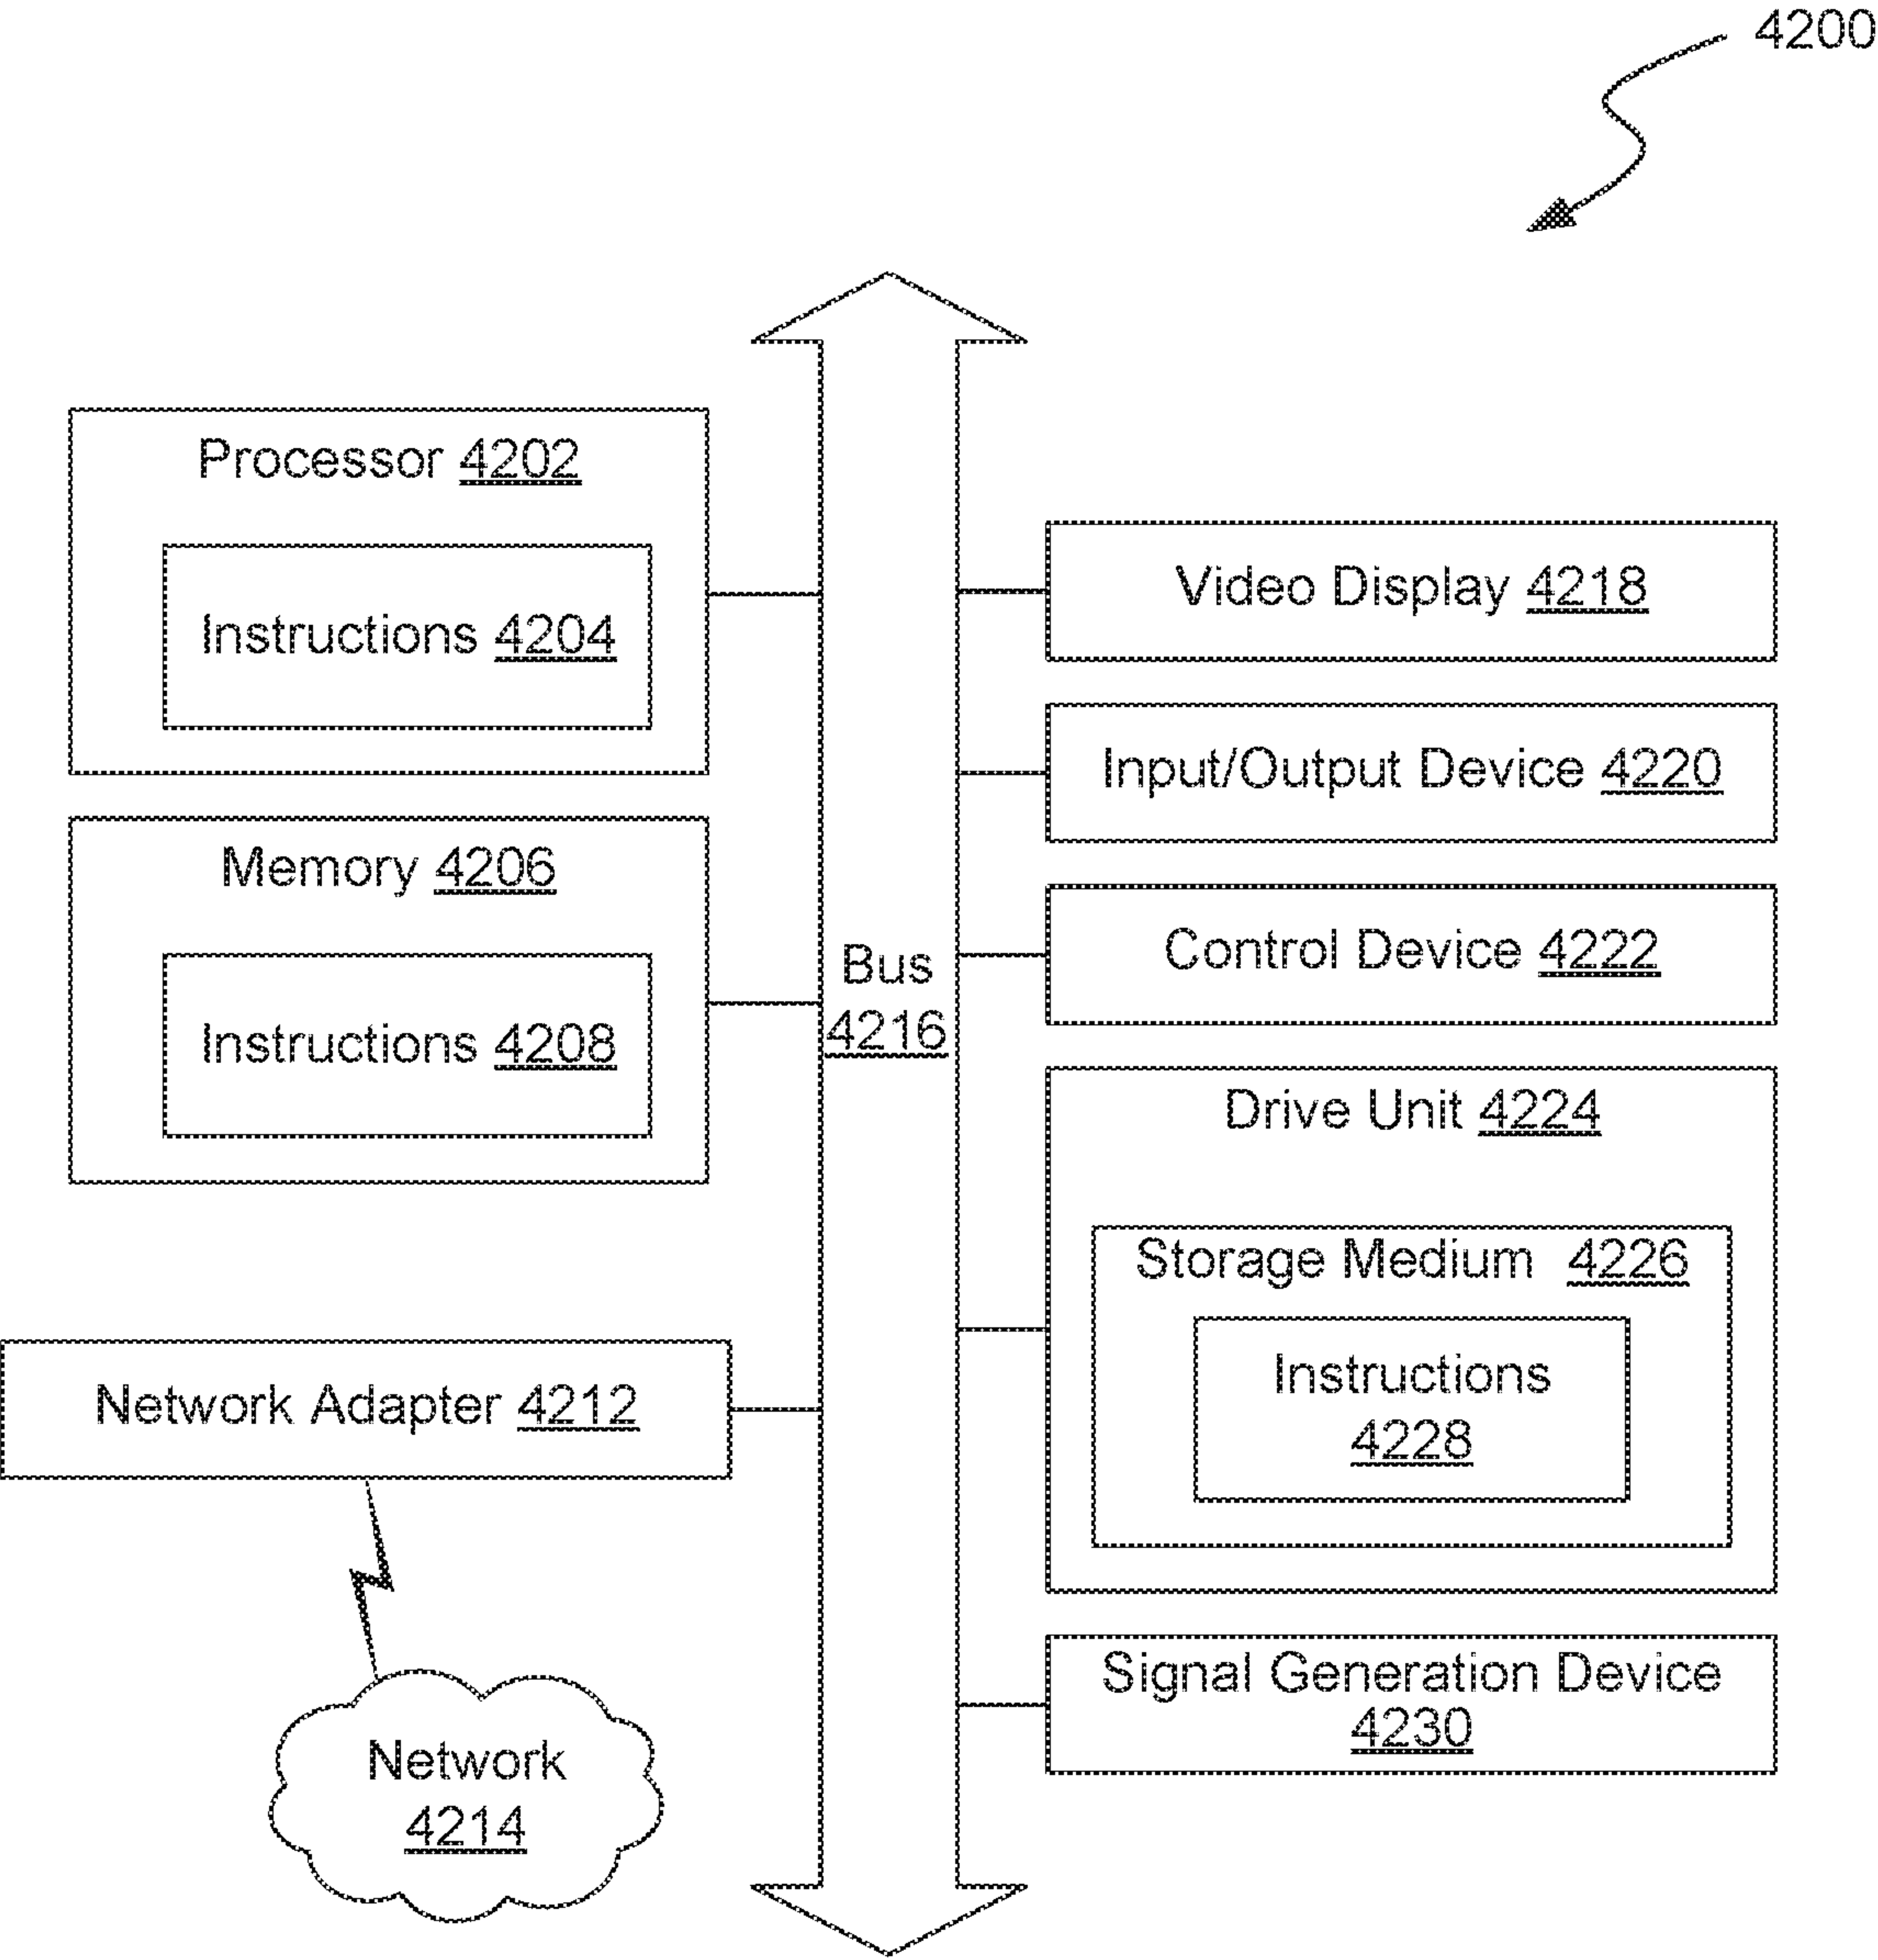 4200
Processor 4202
Instructions 4204
Memory 4206
Instructions 4208
Network Adapter 4212
Network
4214
Bus
4216
Video Display 4218
Input/Output Device 4220
Control Device 4222
Drive Unit 4224
Storage Medium 4226
Instructions
4228
Signal Generation Device
4230